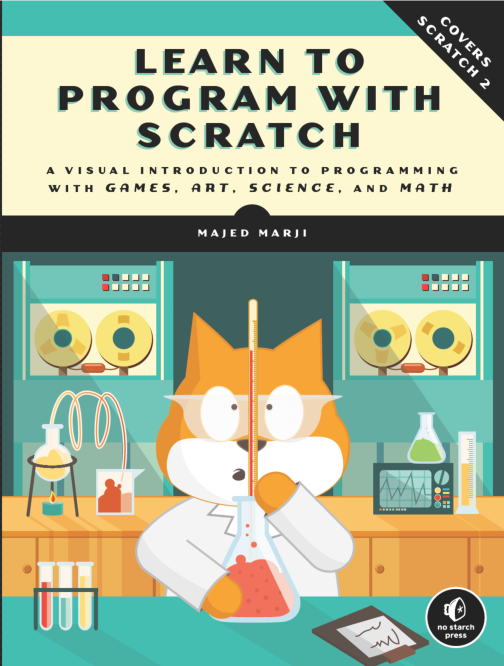 COVERS
SCRATCH 2
LEARN TO
PROGRAM WITH
SCRATCH
A VISUAL INTRODUCTION TO PROGRAMMING
WITH GAMES, ART, SCIENCE, AND MATH
MAJED MARJI
no starch
press